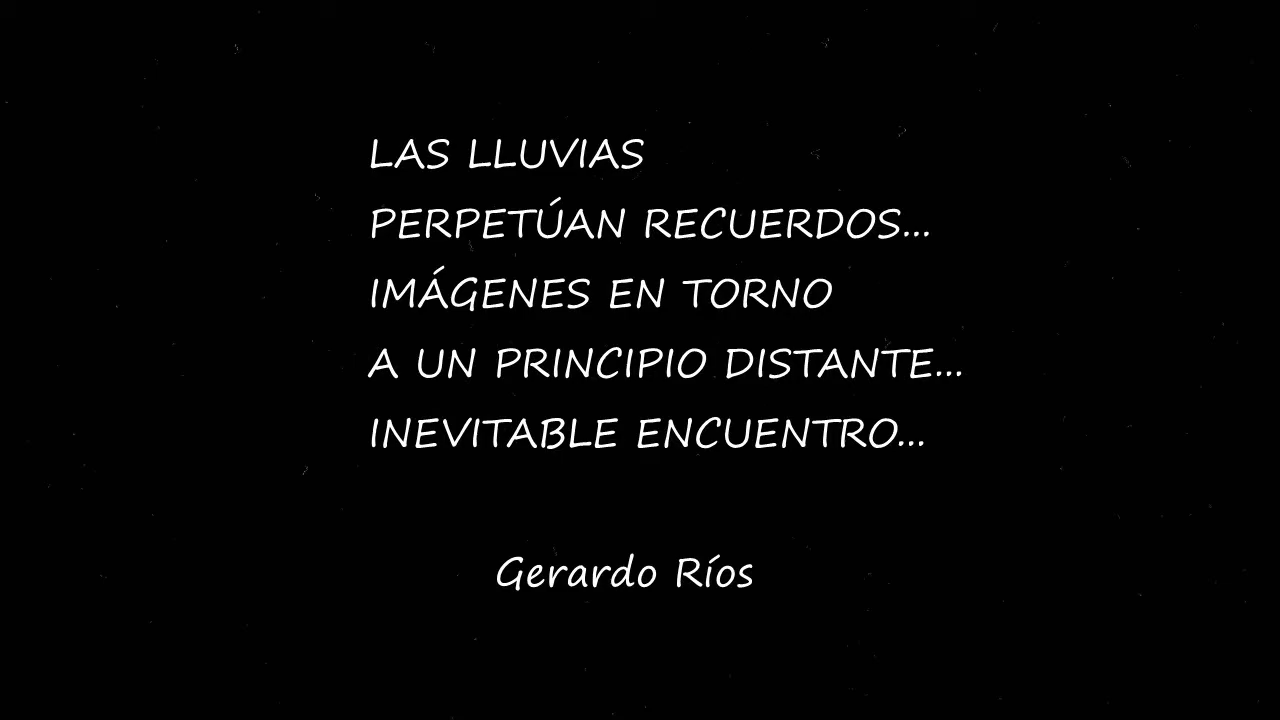 LAS LLUVIAS
PERPETÚAN RECUERDOS...
IMÁGENES EN TORNO
A UN PRINCIPIO DISTANTE...
INEVITABLE ENCUENTRO...
Gerardo Ríos